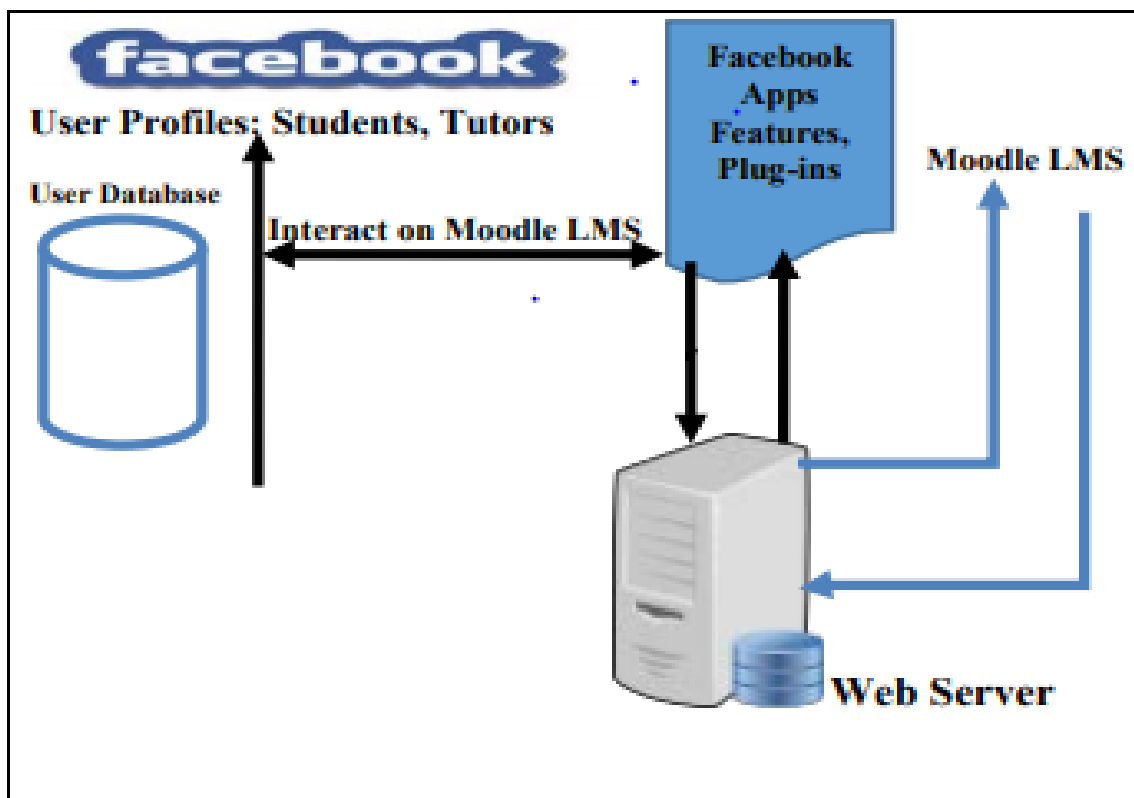 facebook
User Profiles: Students, Tutors
User Database
Interact on Moodle LMS
Facebook
Apps
Features,
Plug-ins
Moodle LMS
Web Server